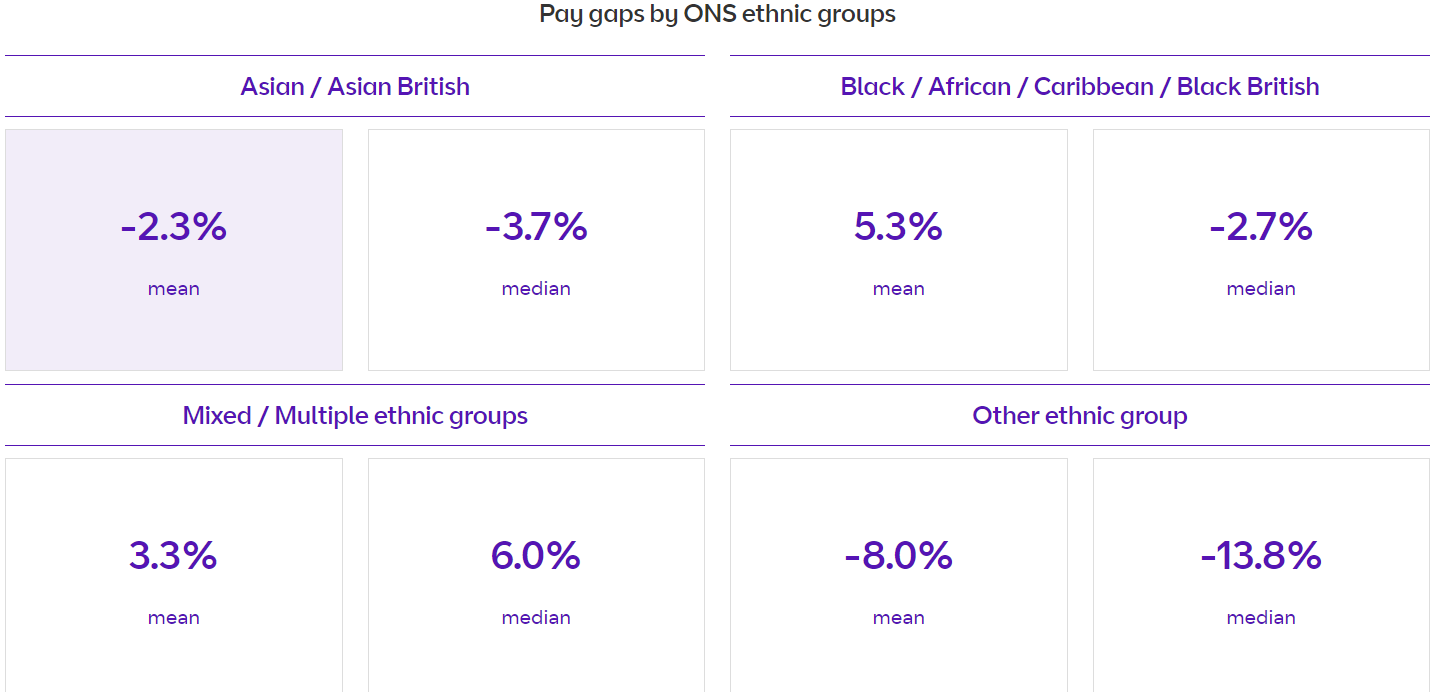 Pay gaps by ONS ethnic groups
Asian / Asian British
-2.3%
mean
-3.7%
median
Black / African / Caribbean / Black British
5.3%
mean
-2.7%
median
Mixed / Multiple ethnic groups
3.3%
mean
6.0%
median
Other ethnic group
-8.0%
mean
-13.8%
median